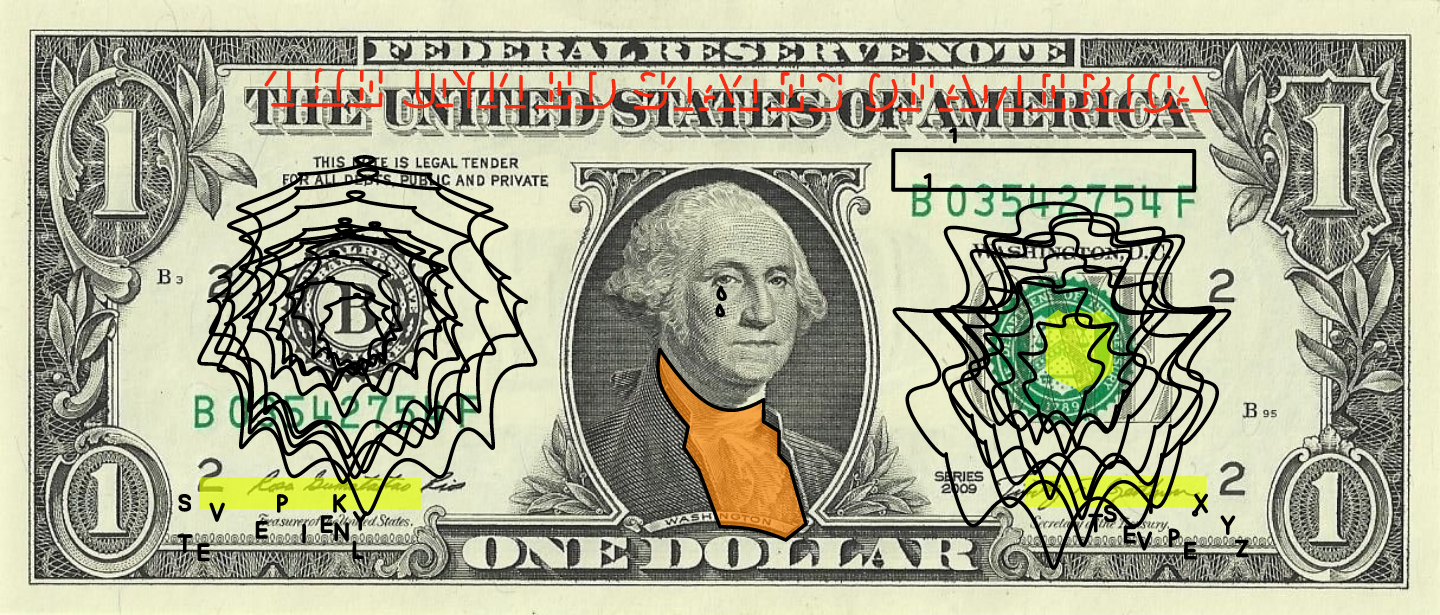 FEDERAL RESERVE NOTE
THE UNITED STATES OF AMERICA
THE UNITED STATES OF AMERICA
1
1
THIS NOTE IS LEGAL TENDER
FOR ALL DEBTS, PUBLIC AND PRIVATE
1
1
B 03542754 F
WASHINGTON, D.C.
B 3
2
2
B
1789
B 03542754 F
B 95
2
SERIES
2009
2
S V P K Y
T E E I E N L
T S E V P E X Y Z
Treasurer of the United States.
WASHINGTON
Secretary of the Treasury.
1
ONE DOLLAR
1